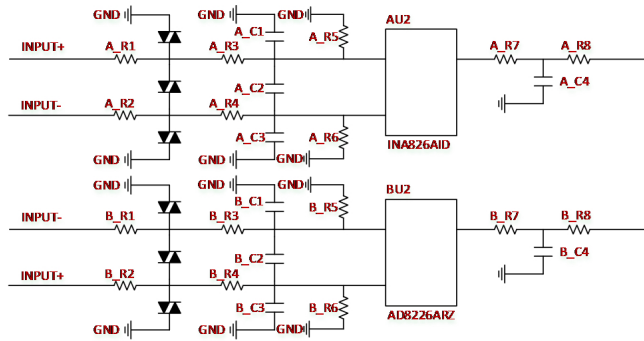 GND GND GND AU2
A_C1 A_R5
INPUT+ A_R1 A_R3 A_R7 A_R8
A_C2 A_C4
INPUT- A_R2 A_R4
A_C3 A_R6
GND GND GND INA826AID
GND GND GND BU2
B_C1 B_R5
INPUT- B_R1 B_R3 B_R7 B_R8
B_C2 B_C4
INPUT+ B_R2 B_R4
B_C3 B_R6
GND GND GND AD8226ARZ